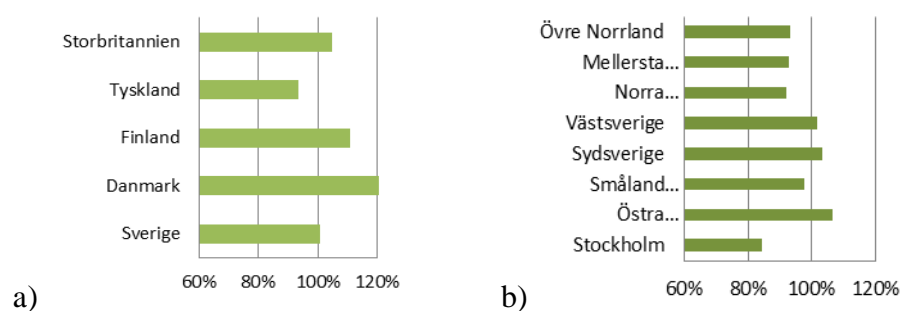 Storbritannien
Tyskland
Finland
Danmark
Sverige
60% 80% 100% 120%
a)
Övre Norrland
Mellersta...
Norra...
Västsverige
Sydsverige
Småland...
Östra...
Stockholm
60% 80% 100% 120%
b)